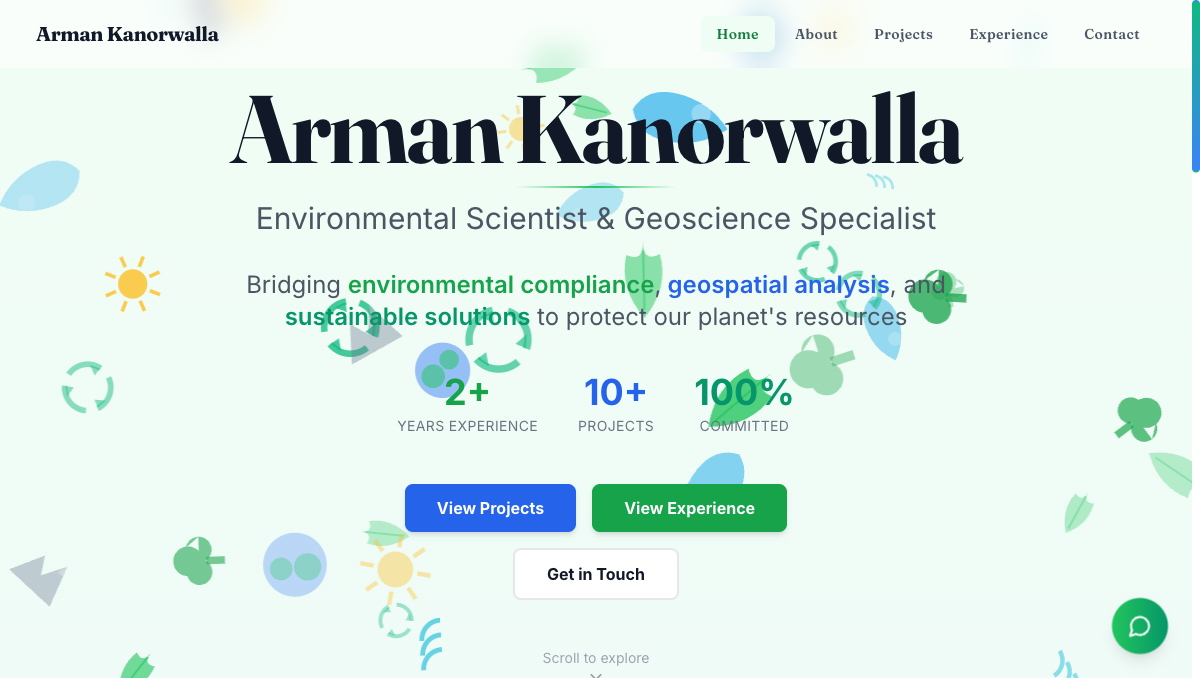 Arman Kanorwalla
Home About Projects Experience Contact
Arman Kanorwalla
Environmental Scientist & Geoscience Specialist
Bridging environmental compliance, geospatial analysis, and
sustainable solutions to protect our planet's resources
2+ 10+ 100%
YEARS EXPERIENCE PROJECTS COMMITTED
View Projects View Experience
Get in Touch
Scroll to explore